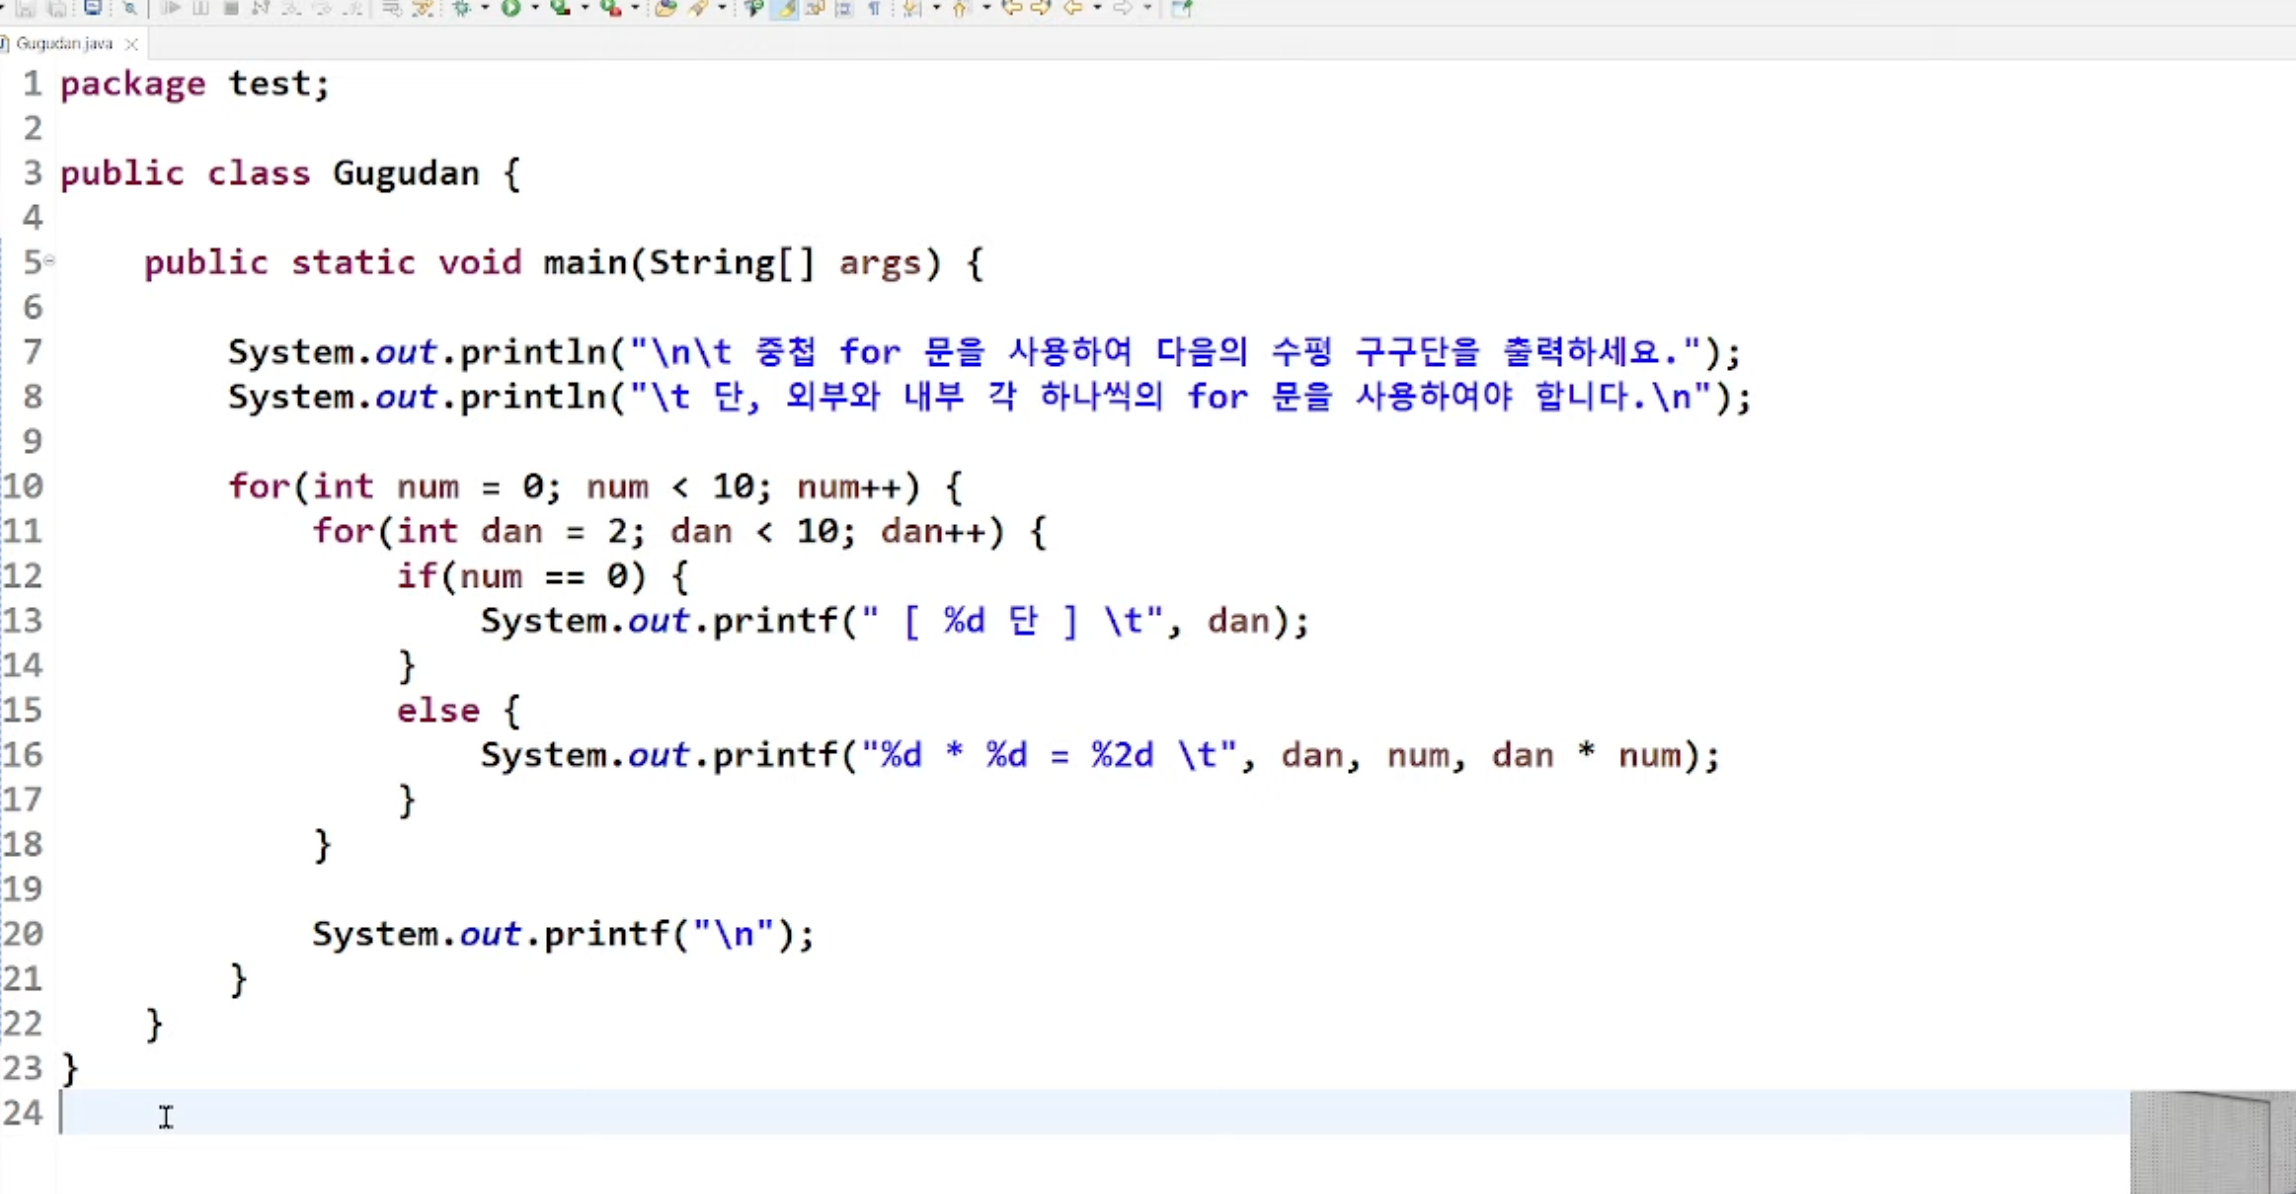 Gugudan.java
1 package test;
2
3 public class Gugudan {
4
5     public static void main(String[] args) {
6
7         System.out.println("\n\t 중첩 for 문을 사용하여 다음의 수평 구구단을 출력하세요.");
8         System.out.println("\t 단, 외부와 내부 각 하나씩의 for 문을 사용하여야 합니다.\n");
9
10         for(int num = 0; num < 10; num++) {
11             for(int dan = 2; dan < 10; dan++) {
12                 if(num == 0) {
13                     System.out.printf(" [ %d 단 ] \t", dan);
14                 }
15                 else {
16                     System.out.printf("%d * %d = %2d \t", dan, num, dan * num);
17                 }
18             }
19
20             System.out.printf("\n");
21         }
22     }
23 }
24